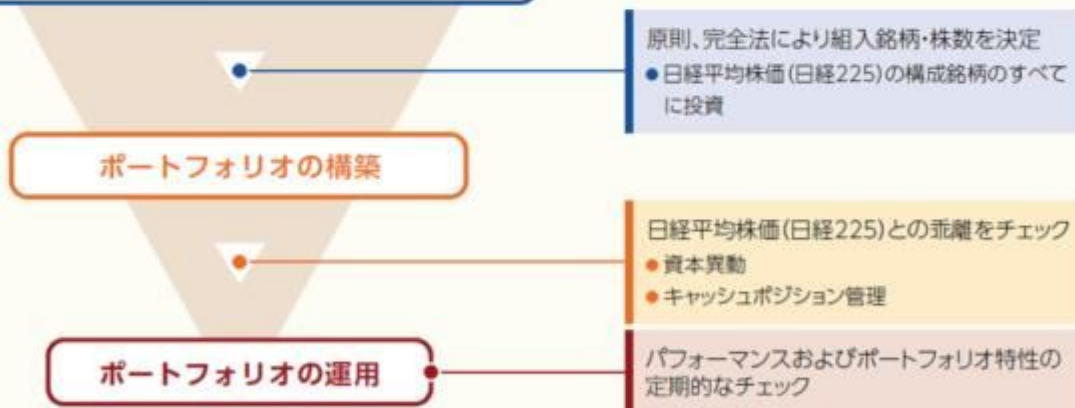 原則、完全法により組入銘柄・株数を決定
●日経平均株価(日経225)の構成銘柄のすべて
に投資
ポートフォリオの構築
日経平均株価(日経225)との乖離をチェック
●資本異動
●キャッシュポジション管理
ポートフォリオの運用
パフォーマンスおよびポートフォリオ特性の
定期的なチェック